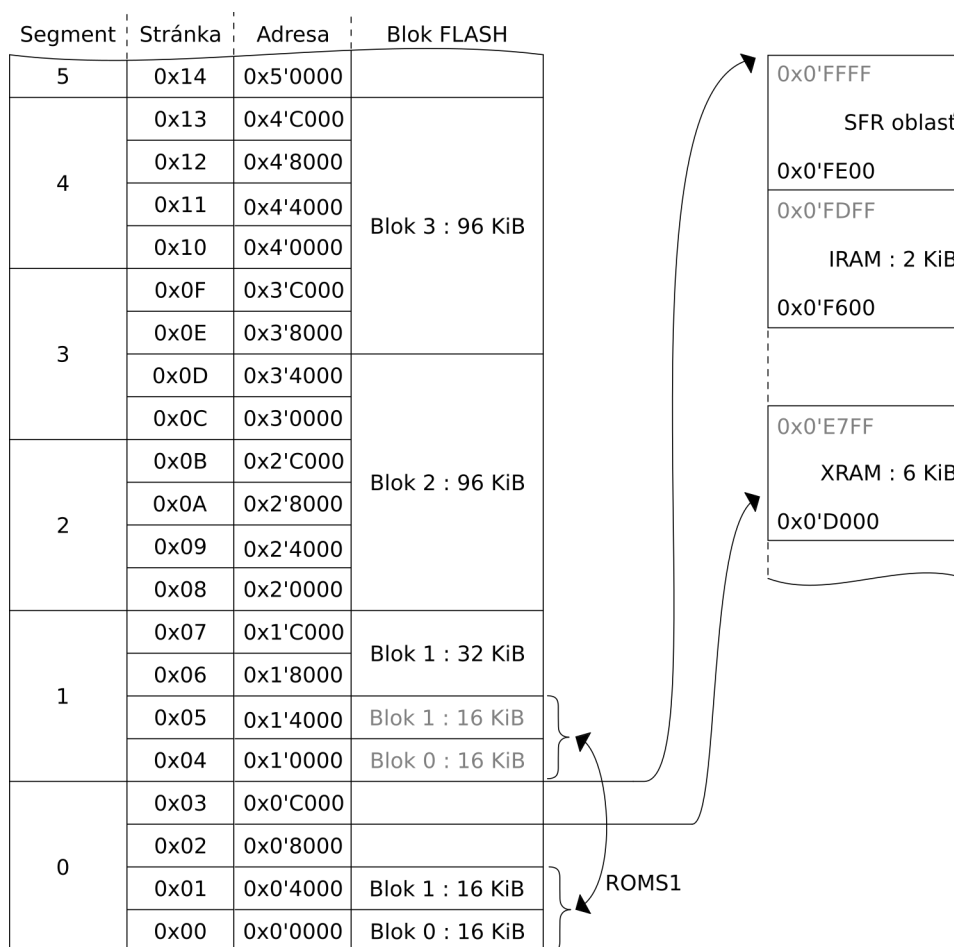 Segment Stránka Adresa Blok FLASH
5 0x14 0x5'0000
4
0x13 0x4'C000
0x12 0x4'8000
0x11 0x4'4000
0x10 0x4'0000
Blok 3 : 96 KiB
3
0x0F 0x3'C000
0x0E 0x3'8000
0x0D 0x3'4000
0x0C 0x3'0000
Blok 2 : 96 KiB
2
0x0B 0x2'C000
0x0A 0x2'8000
0x09 0x2'4000
0x08 0x2'0000
1
0x07 0x1'C000
0x06 0x1'8000
Blok 1 : 32 KiB
0x05 0x1'4000 Blok 1 : 16 KiB
0x04 0x1'0000 Blok 0 : 16 KiB
0
0x03 0x0'C000
0x02 0x0'8000
0x01 0x0'4000 Blok 1 : 16 KiB
0x00 0x0'0000 Blok 0 : 16 KiB
ROMS1
0x0'FFFF
SFR oblasť
0x0'FE00
0x0'FDFF
IRAM : 2 KiB
0x0'F600
0x0'E7FF
XRAM : 6 KiB
0x0'D000